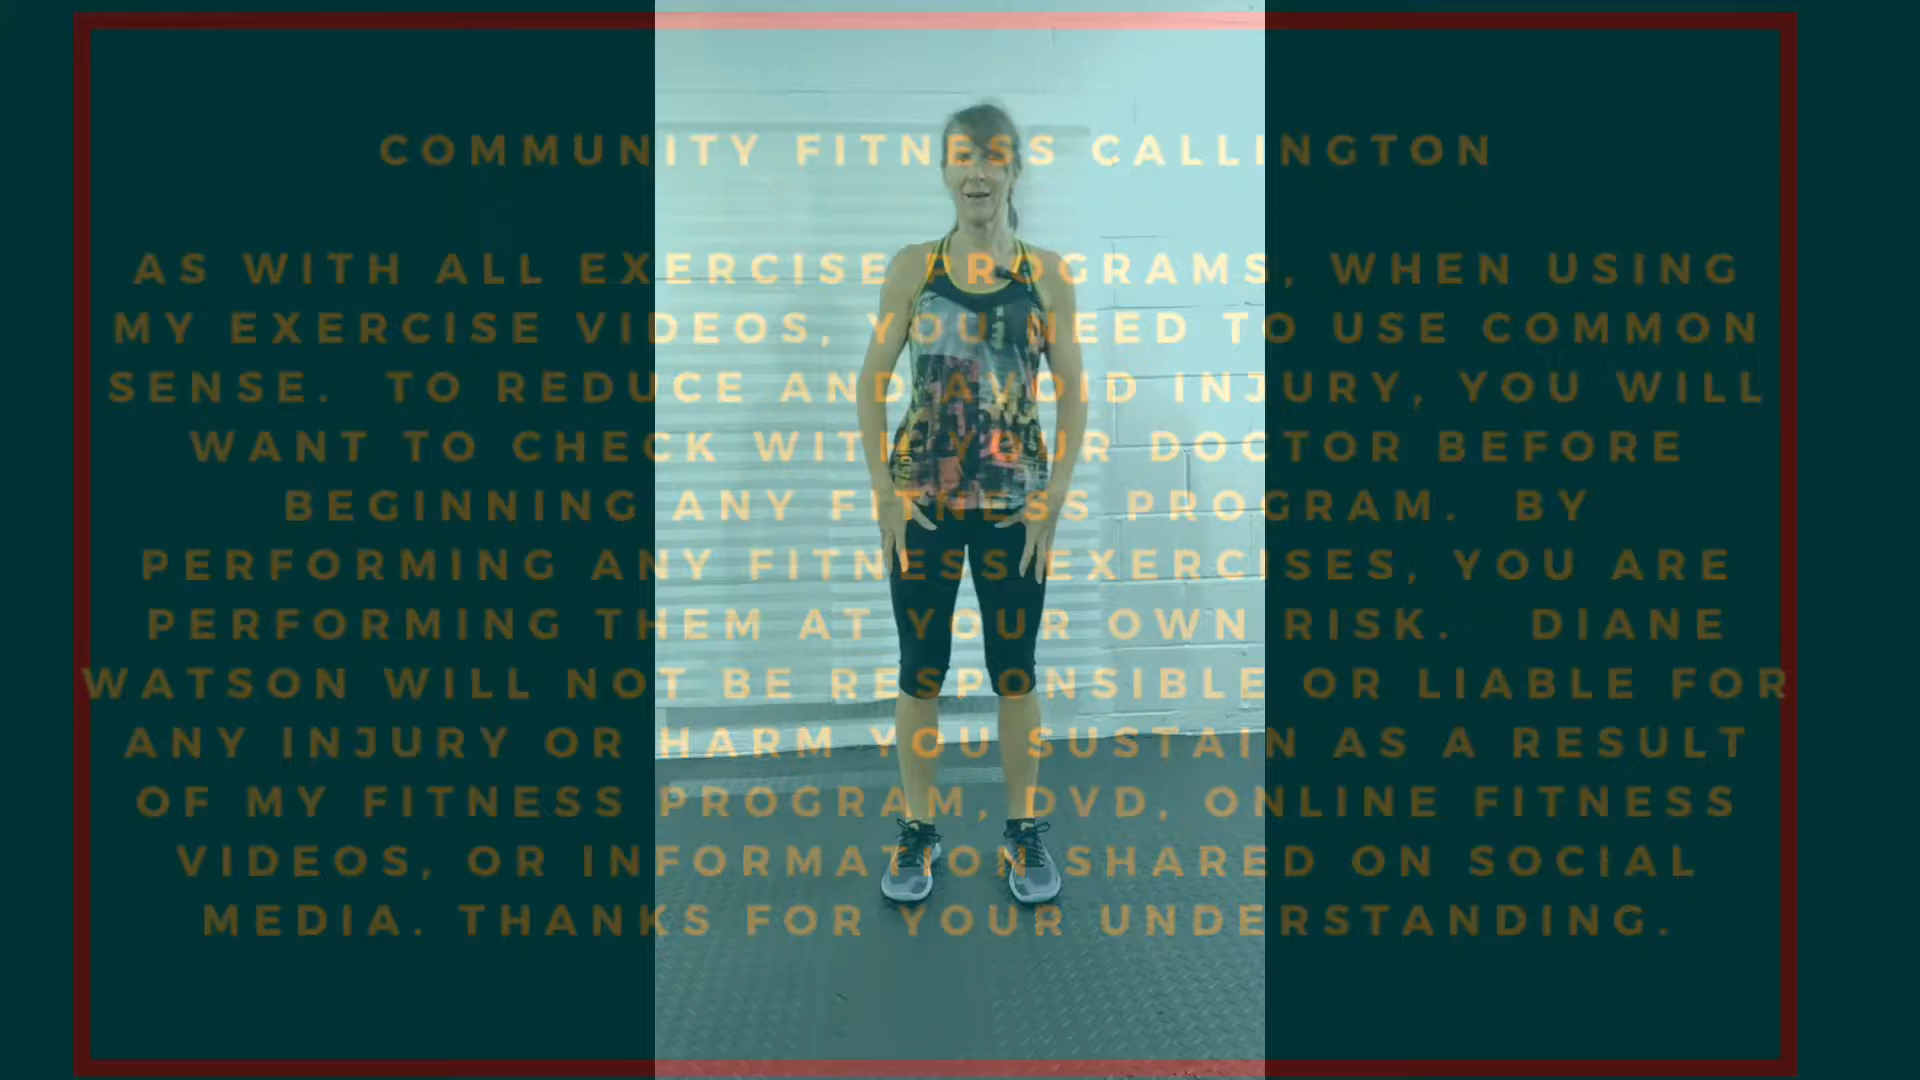 COMMUNITY FITNESS CALLINGTON
AS WITH ALL EXERCISE PROGRAMS, WHEN USING
MY EXERCISE VIDEOS, YOU NEED TO USE COMMON
SENSE. TO REDUCE AND AVOID INJURY, YOU WILL
WANT TO CHECK WITH YOUR DOCTOR BEFORE
BEGINNING ANY FITNESS PROGRAM. BY
PERFORMING ANY FITNESS EXERCISES, YOU ARE
PERFORMING THEM AT YOUR OWN RISK. DIANE
WATSON WILL NOT BE RESPONSIBLE OR LIABLE FOR
ANY INJURY OR HARM YOU SUSTAIN AS A RESULT
OF MY FITNESS PROGRAM, DVD, ONLINE FITNESS
VIDEOS, OR INFORMATION SHARED ON SOCIAL
MEDIA. THANKS FOR YOUR UNDERSTANDING.